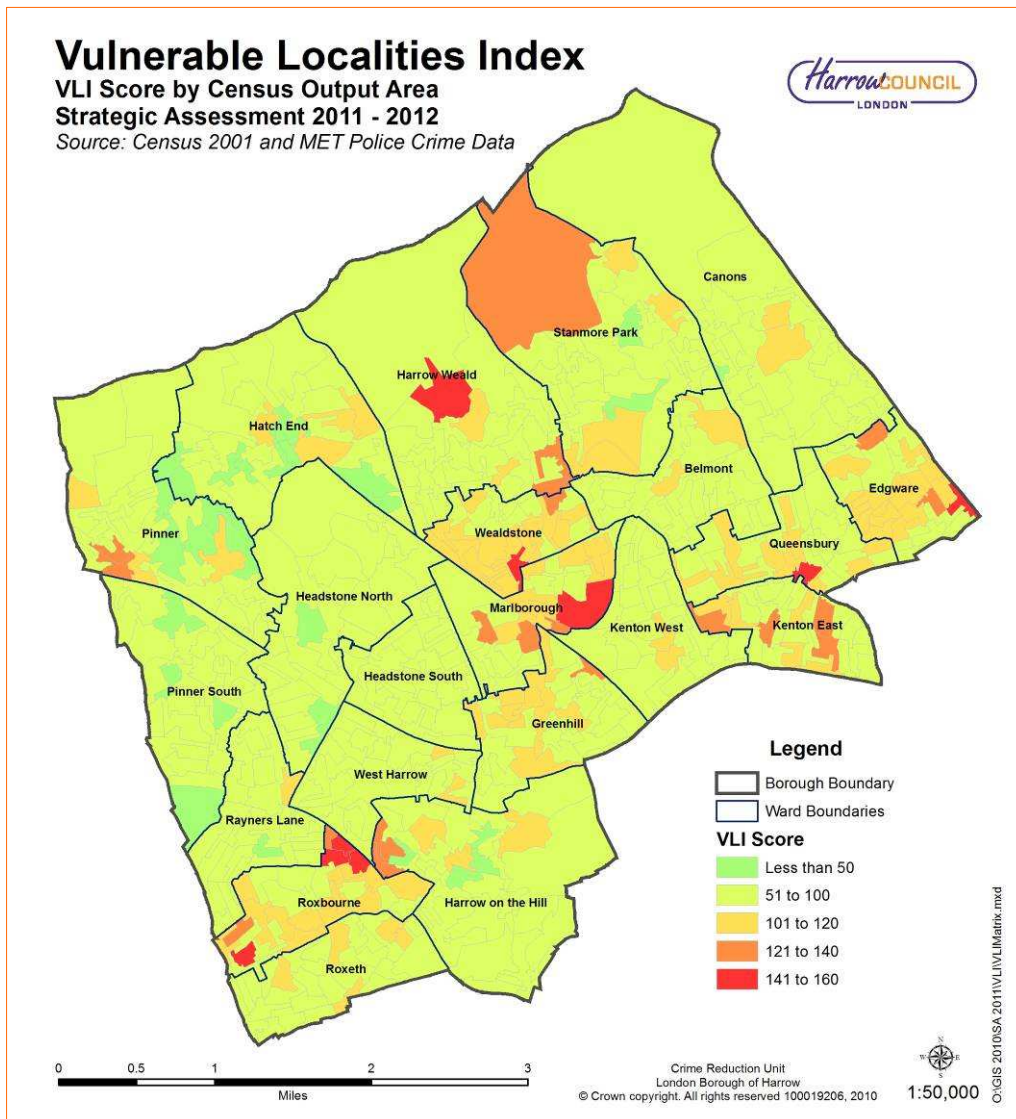 Vulnerable Localities Index
VLI Score by Census Output Area
Strategic Assessment 2011 - 2012
Source: Census 2001 and MET Police Crime Data
Harrow COUNCIL
LONDON
Canons
Stanmore Park
Harrow Weald
Hatch End
Belmont
Edgware
Pinner
Wealdstone
Queensbury
Headstone North
Marlborough
Kenton West
Kenton East
Headstone South
Pinner South
Greenhill
West Harrow
Rayners Lane
Roxbourne
Harrow on the Hill
Roxeth
Legend
Borough Boundary
Ward Boundaries
VLI Score
Less than 50
51 to 100
101 to 120
121 to 140
141 to 160
0 0.5 1 2 3
Miles
Crime Reduction Unit
London Borough of Harrow
© Crown copyright. All rights reserved 100019206, 2010
N
W E
S
1:50,000
O:\GIS 2010\SA 2011\VLI\VLIMatrix.mxd